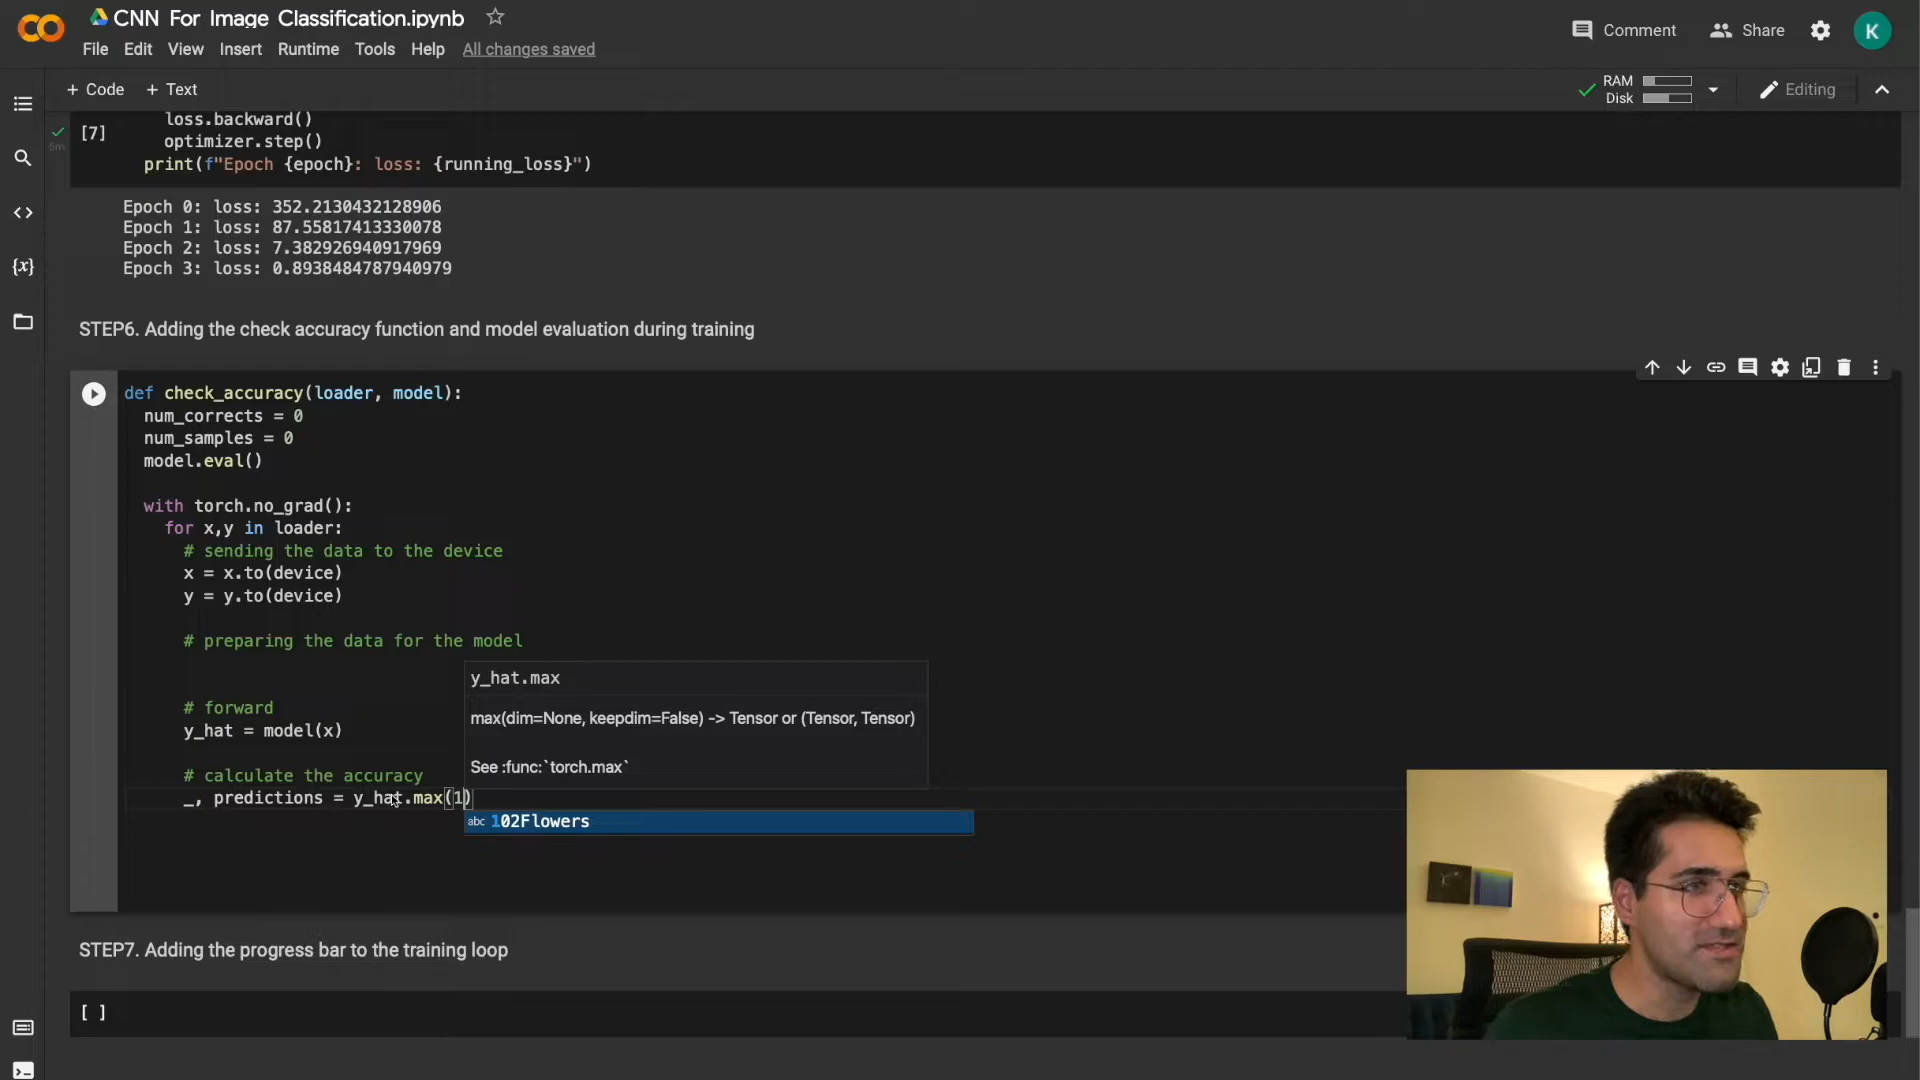 CNN For Image Classification.ipynb
File Edit View Insert Runtime Tools Help All changes saved
Comment Share K
+ Code + Text
RAM
Disk
Editing
[7]
5m
loss.backward()
optimizer.step()
print(f"Epoch {epoch}: loss: {running_loss}")
Epoch 0: loss: 352.2130432128906
Epoch 1: loss: 87.55817413330078
Epoch 2: loss: 7.382926940917969
Epoch 3: loss: 0.8938484787940979
STEP6. Adding the check accuracy function and model evaluation during training
def check_accuracy(loader, model):
num_corrects = 0
num_samples = 0
model.eval()
with torch.no_grad():
for x,y in loader:
# sending the data to the device
x = x.to(device)
y = y.to(device)
# preparing the data for the model
y_hat.max
max(dim=None, keepdim=False) -> Tensor or (Tensor, Tensor)
See :func:`torch.max`
# forward
y_hat = model(x)
# calculate the accuracy
_, predictions = y_hat.max(1)
abc 102Flowers
STEP7. Adding the progress bar to the training loop
[ ]